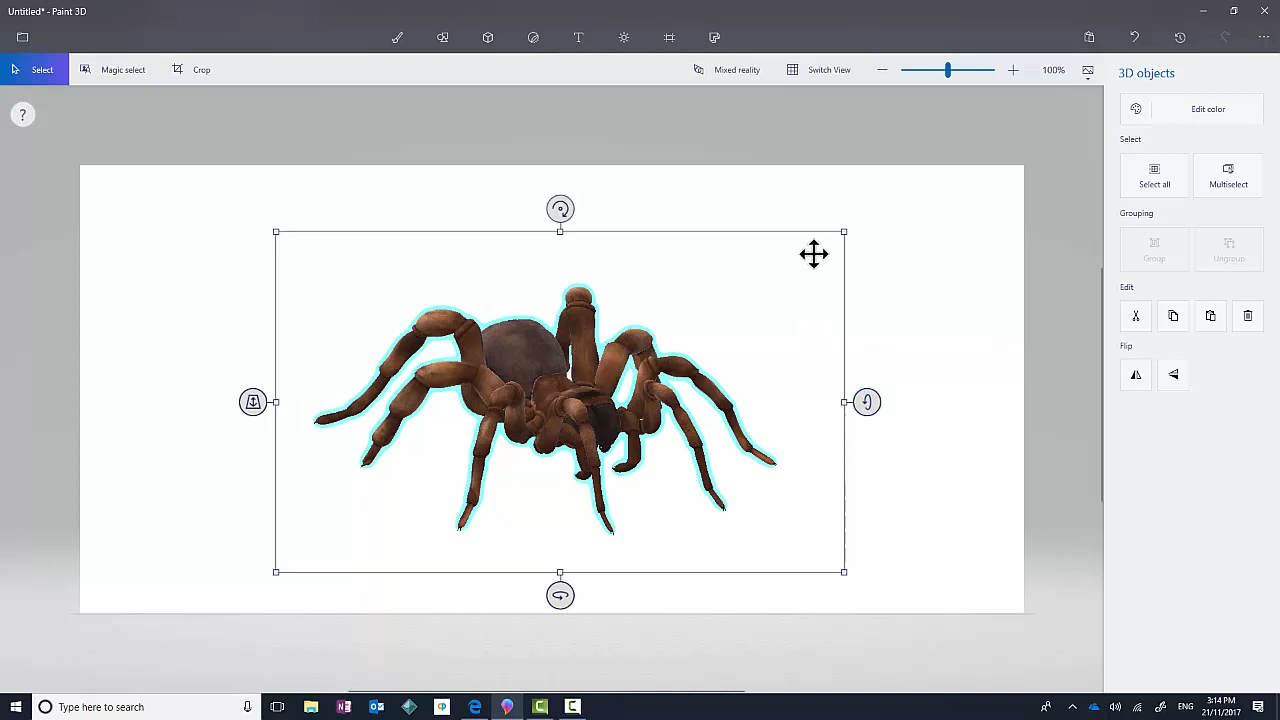 Untitled* - Paint 3D
Select
Magic select
Crop
Mixed reality
Switch View
100%
?
3D objects
Edit color
Select
Select all
Multiselect
Grouping
Group
Ungroup
Edit
Flip
Type here to search
ENG
3:14 PM
21/11/2017